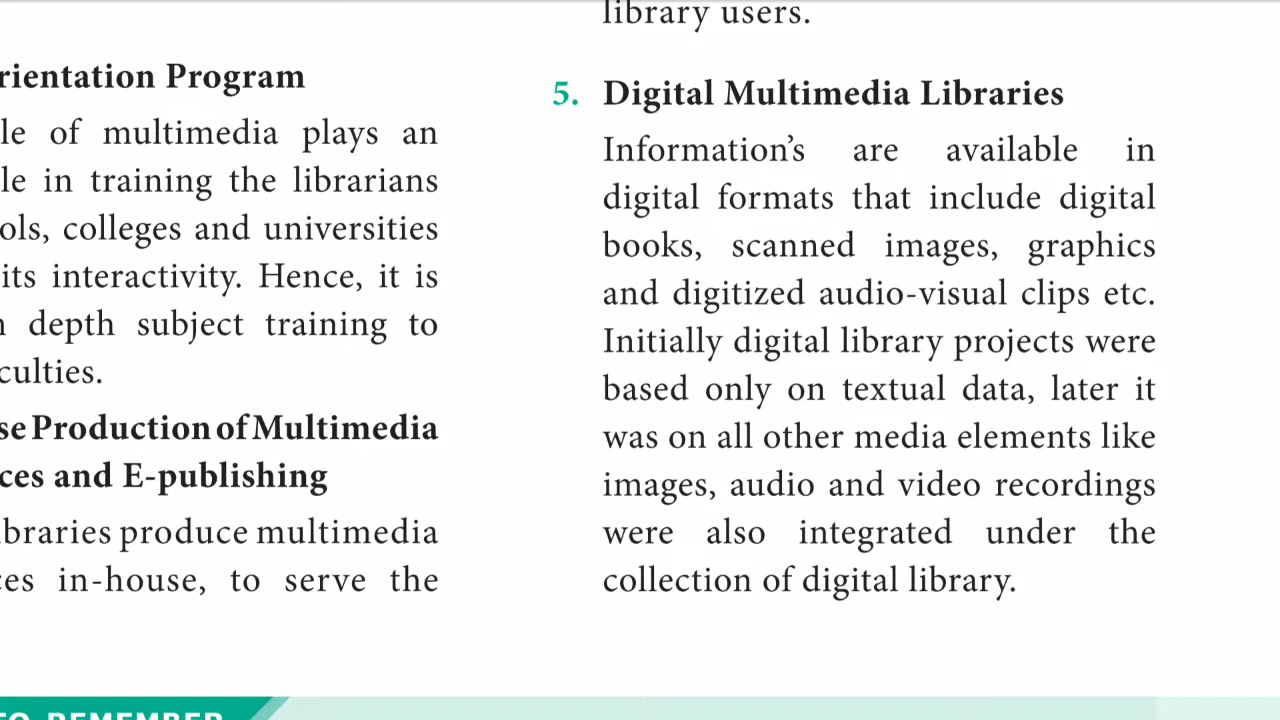 rientation Program
le of multimedia plays an
le in training the librarians
ols, colleges and universities
its interactivity. Hence, it is
depth subject training to
culties.
se Production of Multimedia
ces and E-publishing
braries produce multimedia
ces in-house, to serve the
library users.
5. Digital Multimedia Libraries
Information's are available in
digital formats that include digital
books, scanned images, graphics
and digitized audio-visual clips etc.
Initially digital library projects were
based only on textual data, later it
was on all other media elements like
images, audio and video recordings
were also integrated under the
collection of digital library.
TO REMEMBER